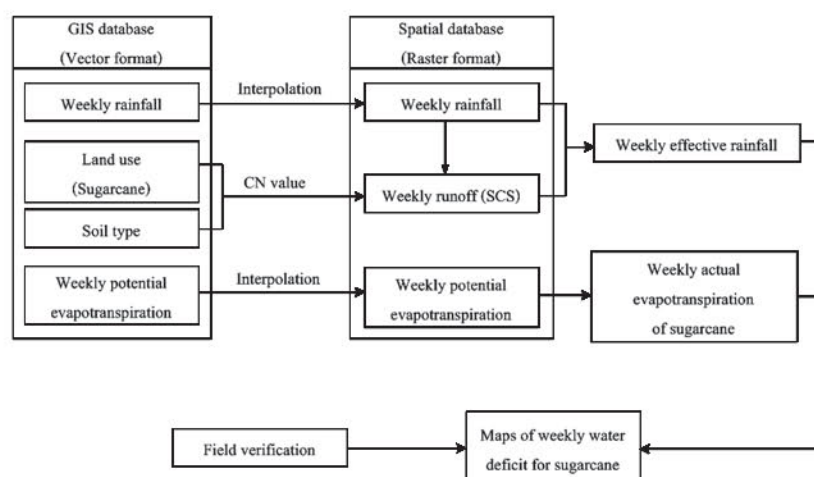 GIS database
(Vector format)
Spatial database
(Raster format)
Weekly rainfall
Interpolation
Weekly rainfall
Weekly effective rainfall
Land use
(Sugarcane)
CN value
Weekly runoff (SCS)
Soil type
Weekly potential
evapotranspiration
Interpolation
Weekly potential
evapotranspiration
Weekly actual
evapotranspiration
of sugarcane
Field verification
Maps of weekly water
deficit for sugarcane